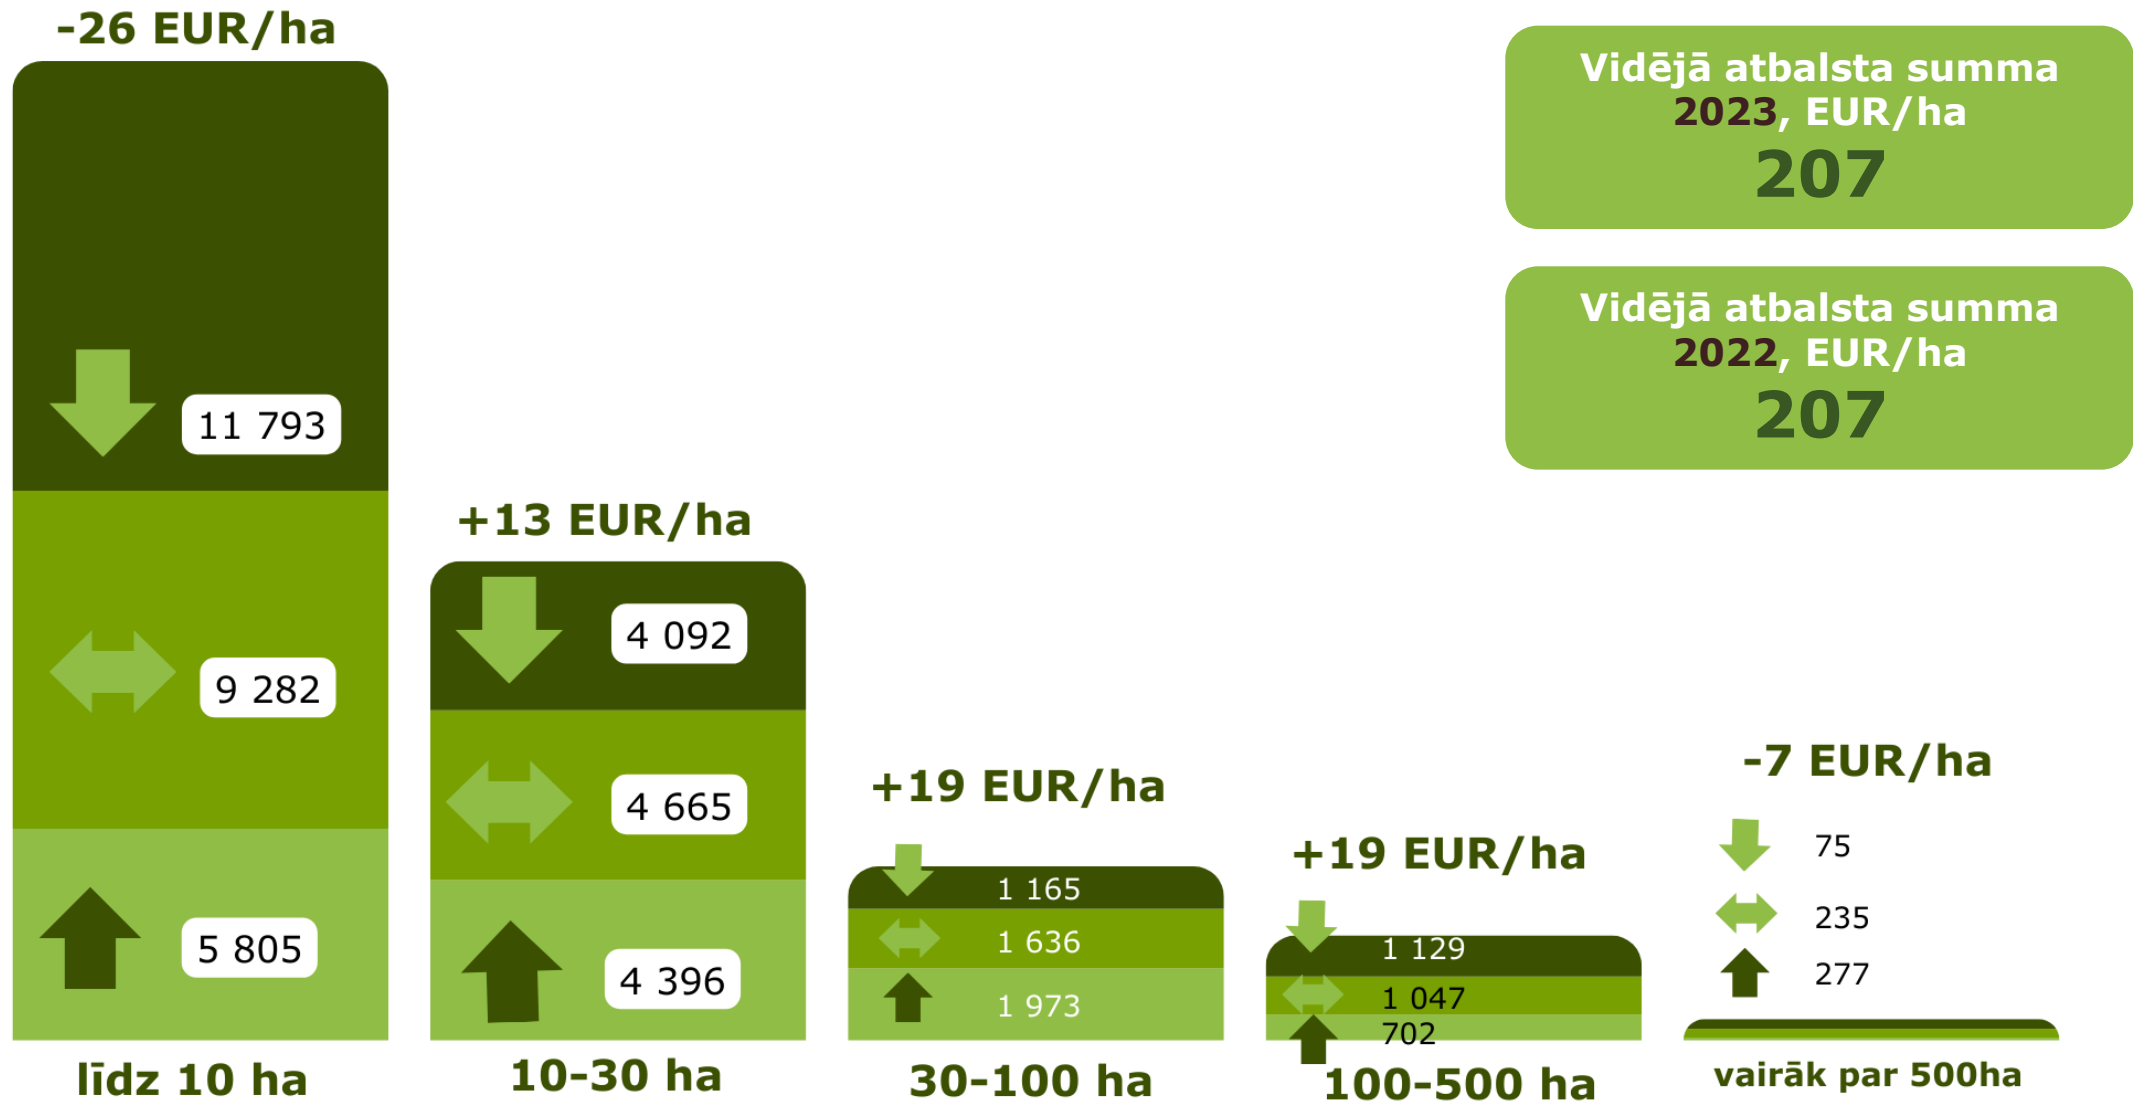 -26 EUR/ha
11 793
9 282
5 805
līdz 10 ha
+13 EUR/ha
4 092
4 665
4 396
10-30 ha
+19 EUR/ha
1 165
1 636
1 973
30-100 ha
+19 EUR/ha
1 129
1 047
702
100-500 ha
-7 EUR/ha
75
235
277
vairāk par 500ha
Vidējā atbalsta summa
2023, EUR/ha
207
Vidējā atbalsta summa
2022, EUR/ha
207